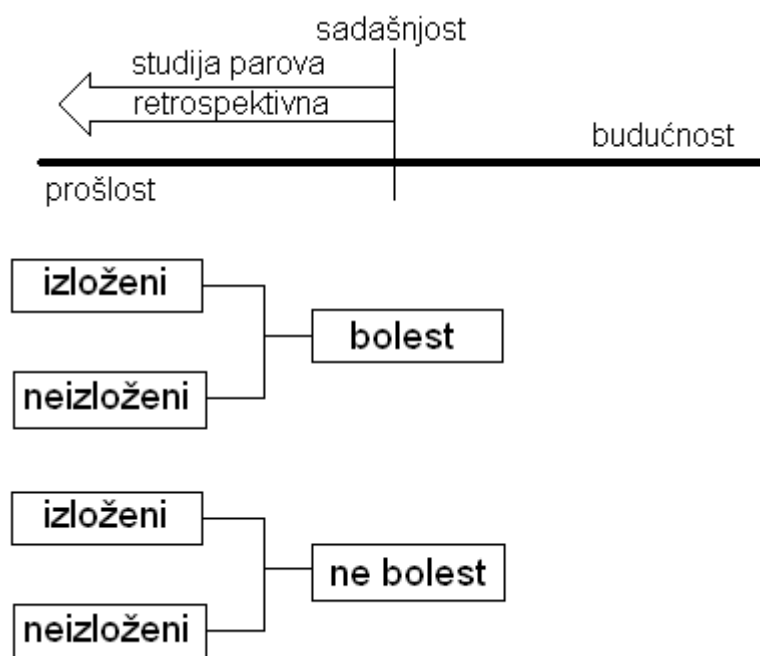 sadašnjost
studija parova
retrospektivna
budućnost
prošlost
izloženi
bolest
neizloženi
izloženi
ne bolest
neizloženi